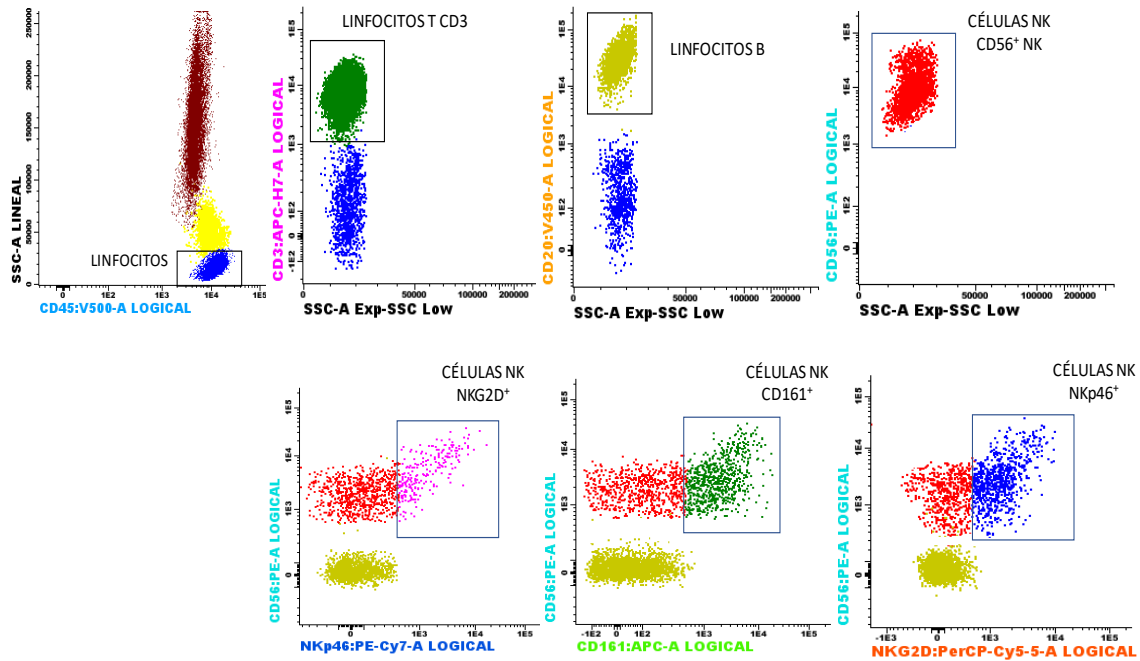 LINFOCITOS T CD3
LINFOCITOS B
CÉLULAS NK
CD56⁺ NK
SSC-A LINEAL
250000
200000
150000
100000
50000
0
LINFOCITOS
0 1E2 1E3 1E4 1E5
CD45:V500-A LOGICAL
CD3:APC-H7-A LOGICAL
1E5
1E4
1E3
1E2
0
-1E2
50000 100000 200000
SSC-A Exp-SSC Low
CD20:V450-A LOGICAL
1E5
1E4
1E3
1E2
0
50000 100000 200000
SSC-A Exp-SSC Low
CD56:PE-A LOGICAL
1E5
1E4
1E3
1E2
0
50000 100000 200000
SSC-A Exp-SSC Low
CÉLULAS NK
NKG2D⁺
CD56:PE-A LOGICAL
1E5
1E4
1E3
0
0 1E3 1E4 1E5
NKp46:PE-Cy7-A LOGICAL
CÉLULAS NK
CD161⁺
CD56:PE-A LOGICAL
1E5
1E4
1E3
0
-1E2 0 1E2 1E3 1E4 1E5
CD161:APC-A LOGICAL
CÉLULAS NK
NKp46⁺
CD56:PE-A LOGICAL
1E5
1E4
1E3
0
-1E3 0 1E3 1E4 1E5
NKG2D:PerCP-Cy5-5-A LOGICAL